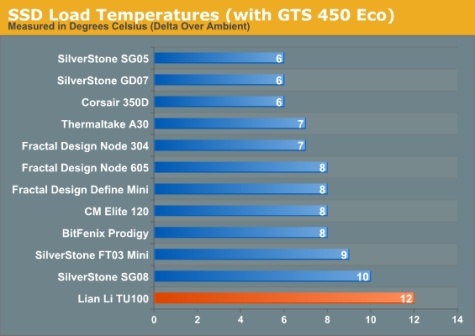 SSD Load Temperatures (with GTS 450 Eco)
Measured in Degrees Celsius (Delta Over Ambient)
SilverStone SG05 6
SilverStone GD07 6
Corsair 350D 6
Thermaltake A30 7
Fractal Design Node 304 7
Fractal Design Node 605 8
Fractal Design Define Mini 8
CM Elite 120 8
BitFenix Prodigy 8
SilverStone FT03 Mini 9
SilverStone SG08 10
Lian Li TU100 12
0 2 4 6 8 10 12 14